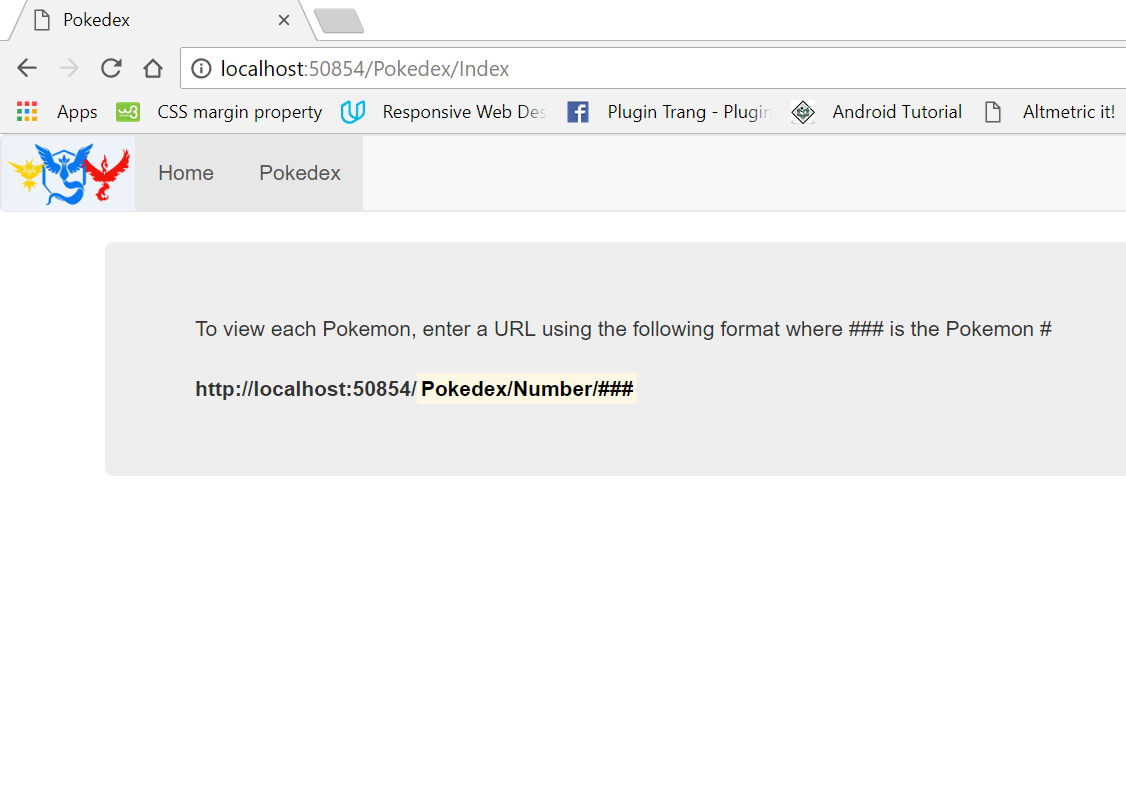 Pokedex
localhost:50854/Pokedex/Index
Apps w3 CSS margin property Responsive Web Des Plugin Trang - Plugin Android Tutorial Altmetric it!
Home Pokedex
To view each Pokemon, enter a URL using the following format where ### is the Pokemon #
http://localhost:50854/Pokedex/Number/###